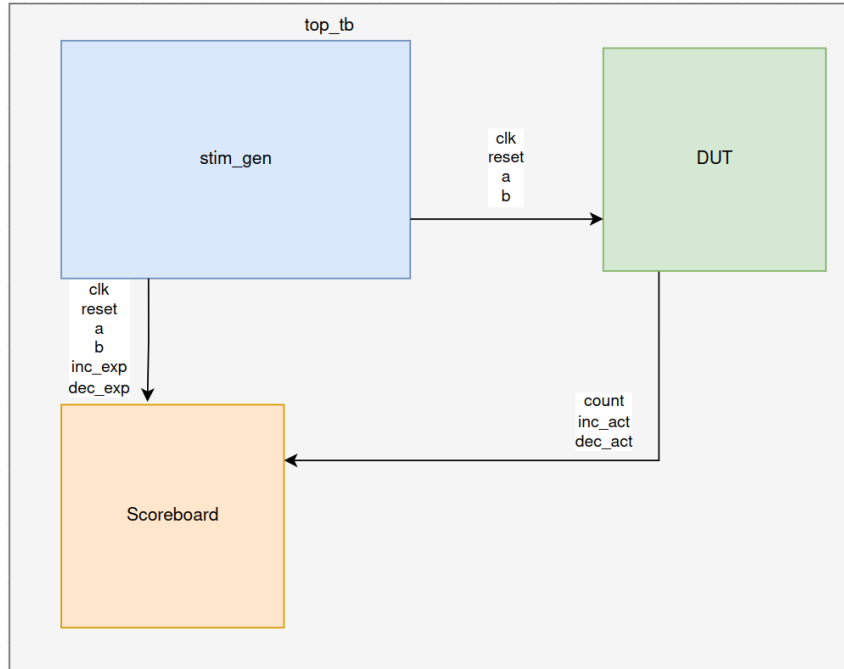 top_tb
stim_gen
clk
reset
a
b
DUT
clk
reset
a
b
inc_exp
dec_exp
count
inc_act
dec_act
Scoreboard